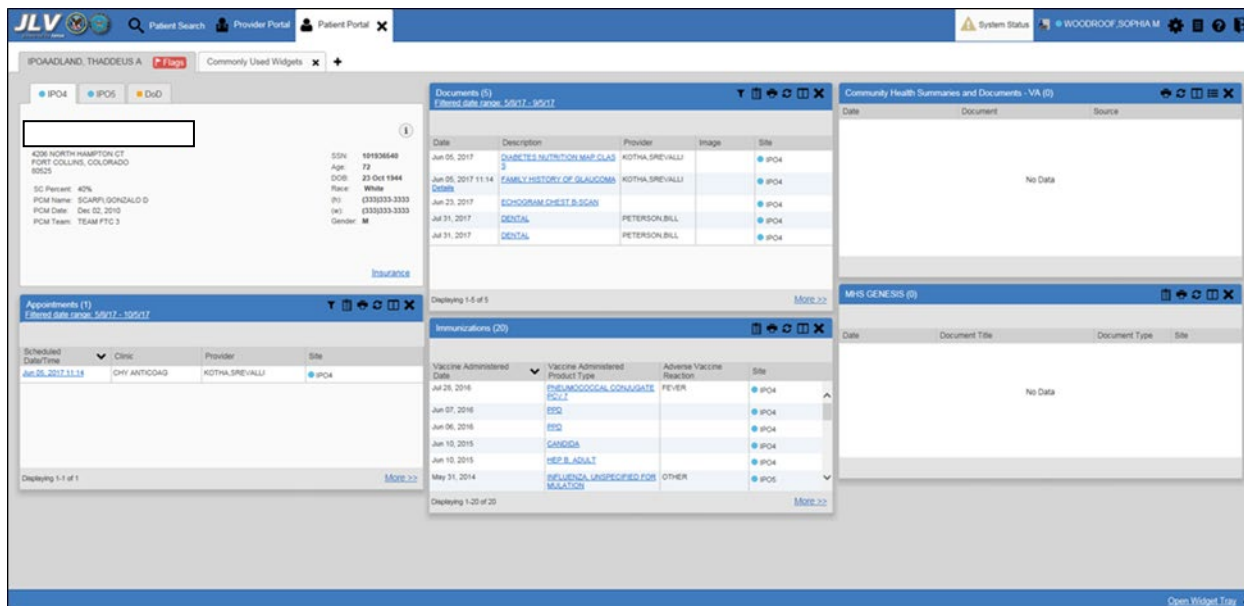 JLV Patient Search Provider Portal Patient Portal System Status WOODROOF,SOPHIA M
IPOAADLAND, THADDEUS A Flags Commonly Used Widgets
IPO4 IPO5 DoD
4206 NORTH HAMPTON CT
FORT COLLINS, COLORADO
80525
SC Percent: 40%
PCM Name: SCARFI,GONZALO D
PCM Date: Dec 02, 2010
PCM Team: TEAM FTC 3
SSN: 101936640
Age: 72
DOB: 23 Oct 1944
Race: White
(h): (333)333-3333
(w): (333)333-3333
Gender: M
Insurance
Appointments (1)
Filtered date range: 5/8/17 - 10/5/17
Scheduled Date/Time Clinic Provider Site
Jun 05, 2017 11:14 CHY ANTICOAG KOTHA,SREVALLI IPO4
Displaying 1-1 of 1 More >>
Documents (5)
Filtered date range: 5/8/17 - 9/5/17
Date Description Provider Image Site
Jun 05, 2017 DIABETES NUTRITION MAP CLAS KOTHA,SREVALLI IPO4
S
Jun 05, 2017 11:14 FAMILY HISTORY OF GLAUCOMA KOTHA,SREVALLI IPO4
Details
Jun 23, 2017 ECHOGRAM CHEST B-SCAN IPO4
Jul 31, 2017 DENTAL PETERSON,BILL IPO4
Jul 31, 2017 DENTAL PETERSON,BILL IPO4
Displaying 1-5 of 5 More >>
Immunizations (20)
Vaccine Administered Date Vaccine Administered Product Type Adverse Vaccine Reaction Site
Jul 28, 2016 PNEUMOCOCCAL CONJUGATE FEVER IPO4
PCV 7
Jun 07, 2016 PPD IPO4
Jun 06, 2016 PPD IPO4
Jun 10, 2015 CANDIDA IPO4
Jun 10, 2015 HEP B, ADULT IPO4
May 31, 2014 INFLUENZA, UNSPECIFIED FOR OTHER IPO5
MULATION
Displaying 1-20 of 20 More >>
Community Health Summaries and Documents - VA (0)
Date Document Source
No Data
MHS GENESIS (0)
Date Document Title Document Type Site
No Data
Open Widget Tray